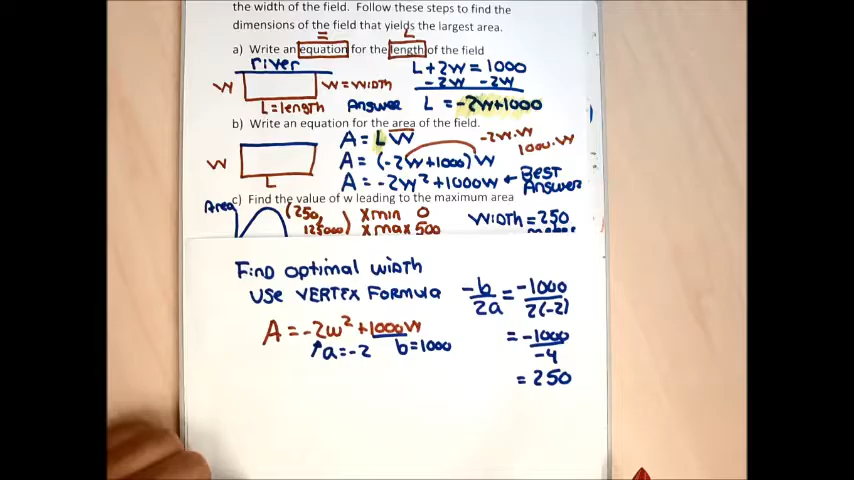 the width of the field. Follow these steps to find the
dimensions of the field that yields the largest area.
= L
a) Write an equation for the length of the field
river
W W = WIDTH
L = length
L + 2W = 1000
-2W -2W
Answer L = -2W+1000
b) Write an equation for the area of the field.
W
L
A = L W
A = (-2W+1000) W
-2W·W
1000·W
A = -2W² + 1000W ← BEST ANSWER
c) Find the value of w leading to the maximum area
Area
(250, 125000)
xmin 0
xmax 500
WIDTH = 250
meters
FIND optimal WIDTH
USE VERTEX FORMULA
A = -2W² + 1000W
a = -2 b = 1000
-b/2a = -1000/2(-2)
= -1000/-4
= 250